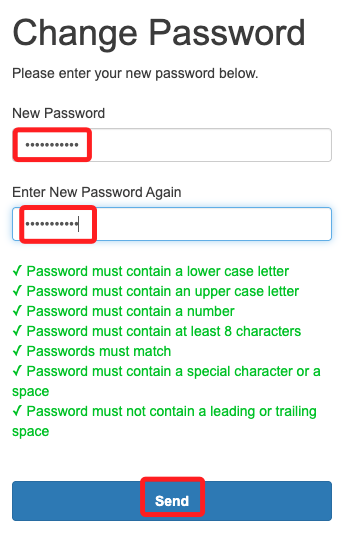 Change Password
Please enter your new password below.
New Password
•••••••••••
Enter New Password Again
•••••••••••
✓ Password must contain a lower case letter
✓ Password must contain an upper case letter
✓ Password must contain a number
✓ Password must contain at least 8 characters
✓ Passwords must match
✓ Password must contain a special character or a
space
✓ Password must not contain a leading or trailing
space
Send